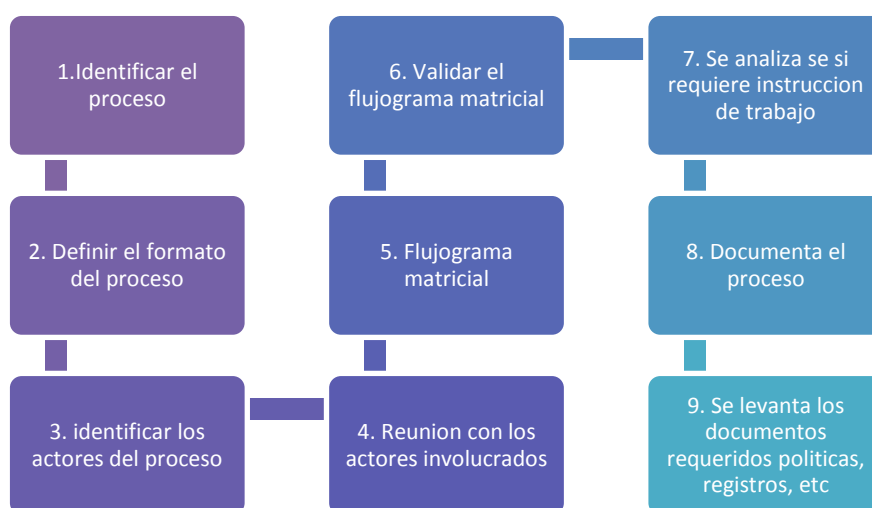 1.Identificar el
proceso
2. Definir el formato
del proceso
3. identificar los
actores del proceso
4. Reunion con los
actores involucrados
5. Flujograma
matricial
6. Validar el
flujograma matricial
7. Se analiza se si
requiere instruccion
de trabajo
8. Documenta el
proceso
9. Se levanta los
documentos
requeridos politicas,
registros, etc